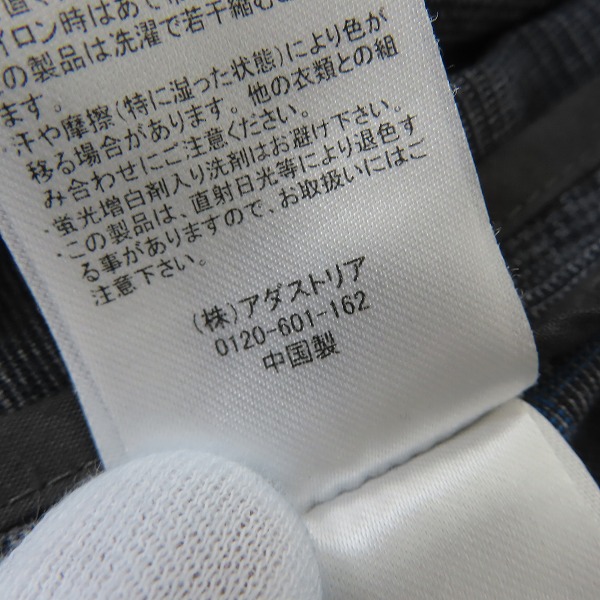 イロン時はあて
の製品は洗濯で若干縮む
ます。
汗や摩擦(特に湿った状態)により色が
移る場合があります。他の衣類との組
み合わせにご注意ください。
・蛍光増白剤入り洗剤はお避け下さい。
・この製品は、直射日光等により退色す
る事がありますので、お取扱いにはご
注意下さい。
(株)アダストリア
0120-601-162
中国製